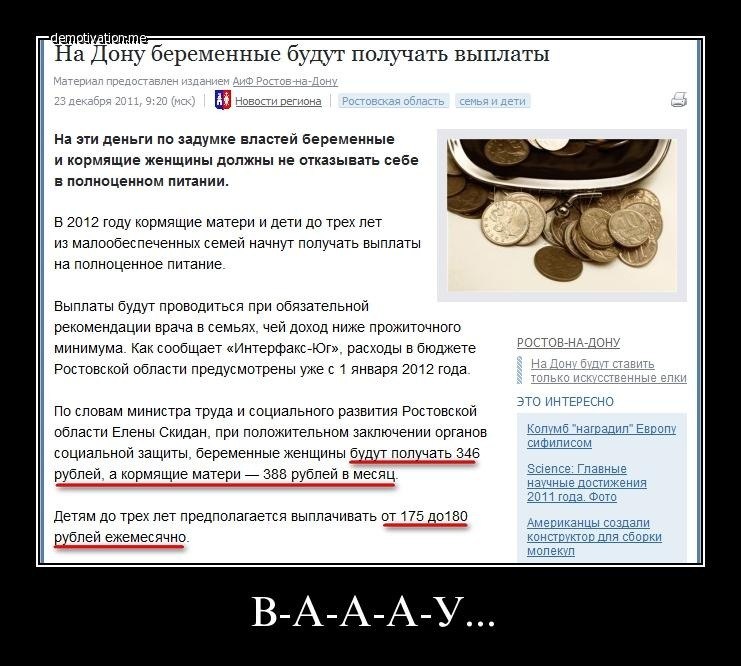 demotivation.me
На Дону беременные будут получать выплаты
Материал предоставлен изданием АиФ Ростов-на-Дону
23 декабря 2011, 9:20 (мск) Новости региона Ростовская область семья и дети
На эти деньги по задумке властей беременные
и кормящие женщины должны не отказывать себе
в полноценном питании.
В 2012 году кормящие матери и дети до трех лет
из малообеспеченных семей начнут получать выплаты
на полноценное питание.
Выплаты будут проводиться при обязательной
рекомендации врача в семьях, чей доход ниже прожиточного
минимума. Как сообщает «Интерфакс-Юг», расходы в бюджете
Ростовской области предусмотрены уже с 1 января 2012 года.
По словам министра труда и социального развития Ростовской
области Елены Скидан, при положительном заключении органов
социальной защиты, беременные женщины будут получать 346
рублей, а кормящие матери — 388 рублей в месяц.
Детям до трех лет предполагается выплачивать от 175 до180
рублей ежемесячно.
РОСТОВ-НА-ДОНУ
На Дону будут ставить
только искусственные елки
ЭТО ИНТЕРЕСНО
Колумб "наградил" Европу
сифилисом
Science: Главные
научные достижения
2011 года. Фото
Американцы создали
конструктор для сборки
молекул
В-А-А-А-У...